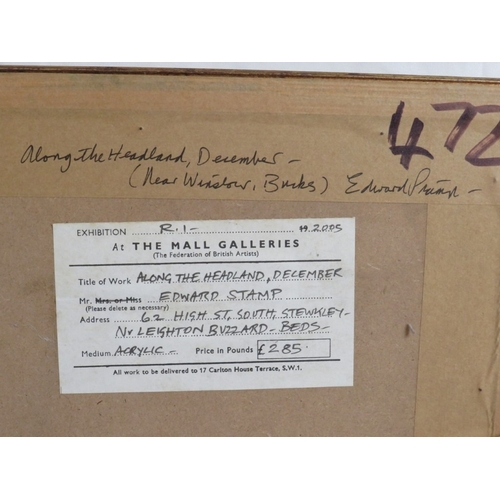 472
Along the Headland, December -
(Near Winslow, Bucks) Edward Stamp -
EXHIBITION R.I - 19 2005
At THE MALL GALLERIES
(The Federation of British Artists)
Title of Work ALONG THE HEADLAND, DECEMBER
Mr. Mrs. or Miss EDWARD STAMP
(Please delete as necessary)
Address 62 HIGH ST, SOUTH, STEWKLEY -
Nr LEIGHTON BUZZARD - BEDS -
Medium ACRYLIC - Price in Pounds £285.
All work to be delivered to 17 Carlton House Terrace, S.W.1.